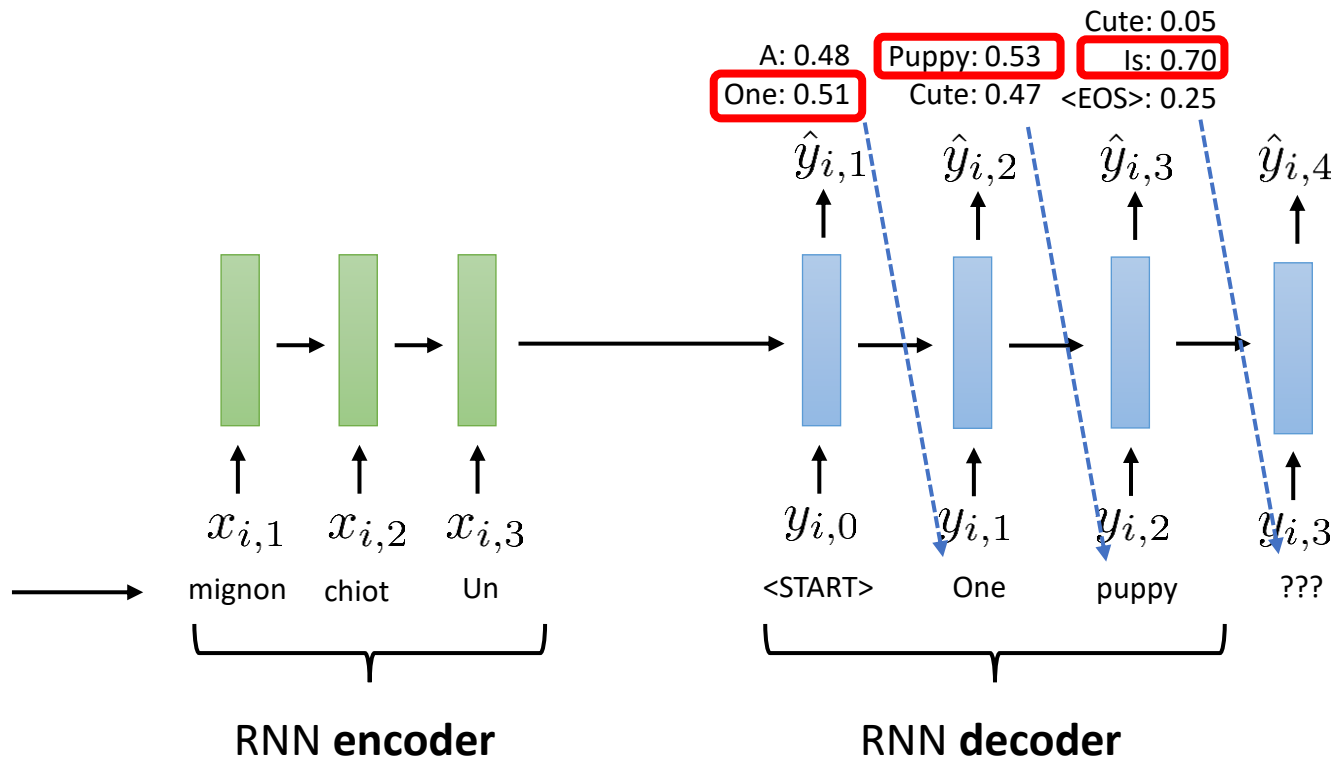 Cute: 0.05
A: 0.48 Puppy: 0.53 Is: 0.70
One: 0.51 Cute: 0.47 <EOS>: 0.25
ŷi,1 ŷi,2 ŷi,3 ŷi,4
xi,1 xi,2 xi,3 yi,0 yi,1 yi,2 yi,3
mignon chiot Un <START> One puppy ???
RNN encoder RNN decoder